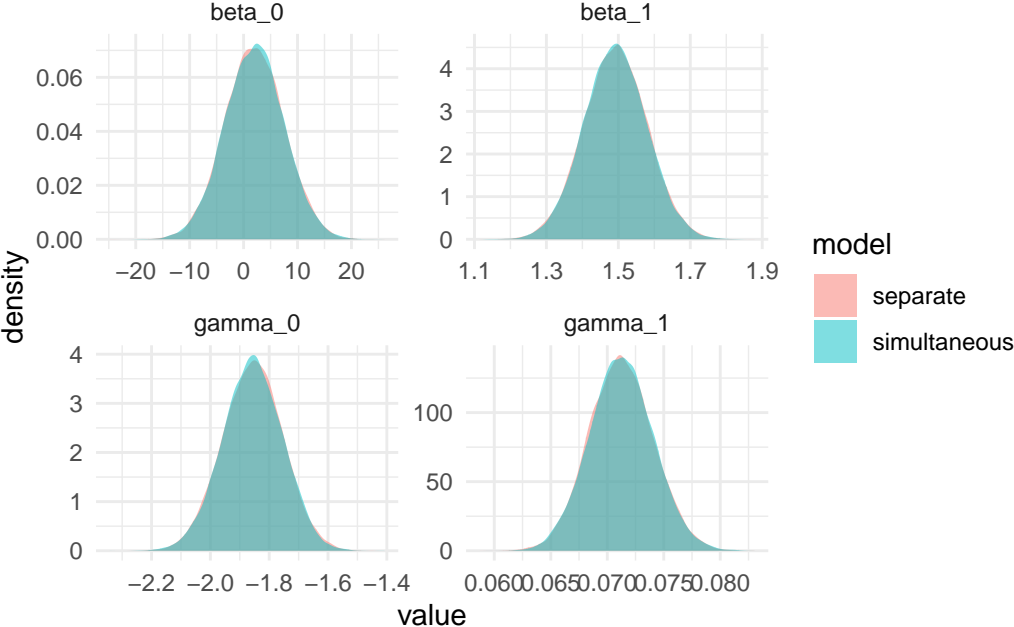 beta_0
beta_1
0.06
0.04
0.02
0.00
−20 −10 0 10 20
4
3
2
1
0
1.1 1.3 1.5 1.7 1.9
density
gamma_0
gamma_1
4
3
2
1
0
−2.2 −2.0 −1.8 −1.6 −1.4
100
50
0
0.060 0.065 0.070 0.075 0.080
value
model
separate
simultaneous